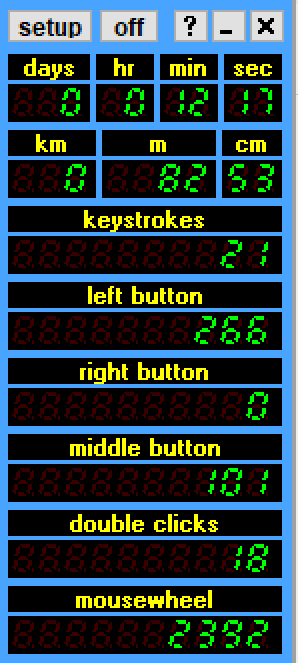 setup off ? _ X
days hr min sec
0 0 12 17
km m cm
0 82 53
keystrokes
21
left button
266
right button
0
middle button
101
double clicks
18
mousewheel
2392